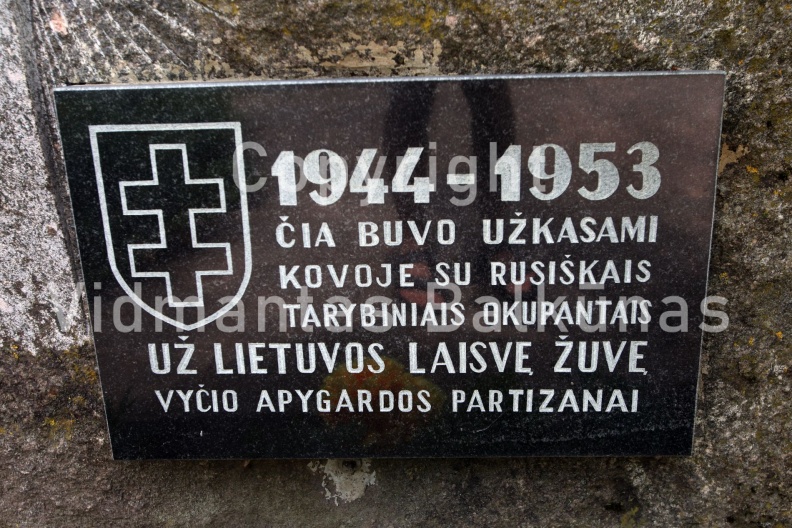 1944-1953
ČIA BUVO UŽKASAMI
KOVOJE SU RUSIŠKAIS
TARYBINIAIS OKUPANTAIS
UŽ LIETUVOS LAISVĘ ŽUVĘ
VYČIO APYGARDOS PARTIZANAI
Copyright
Vidmantas Balkūnas